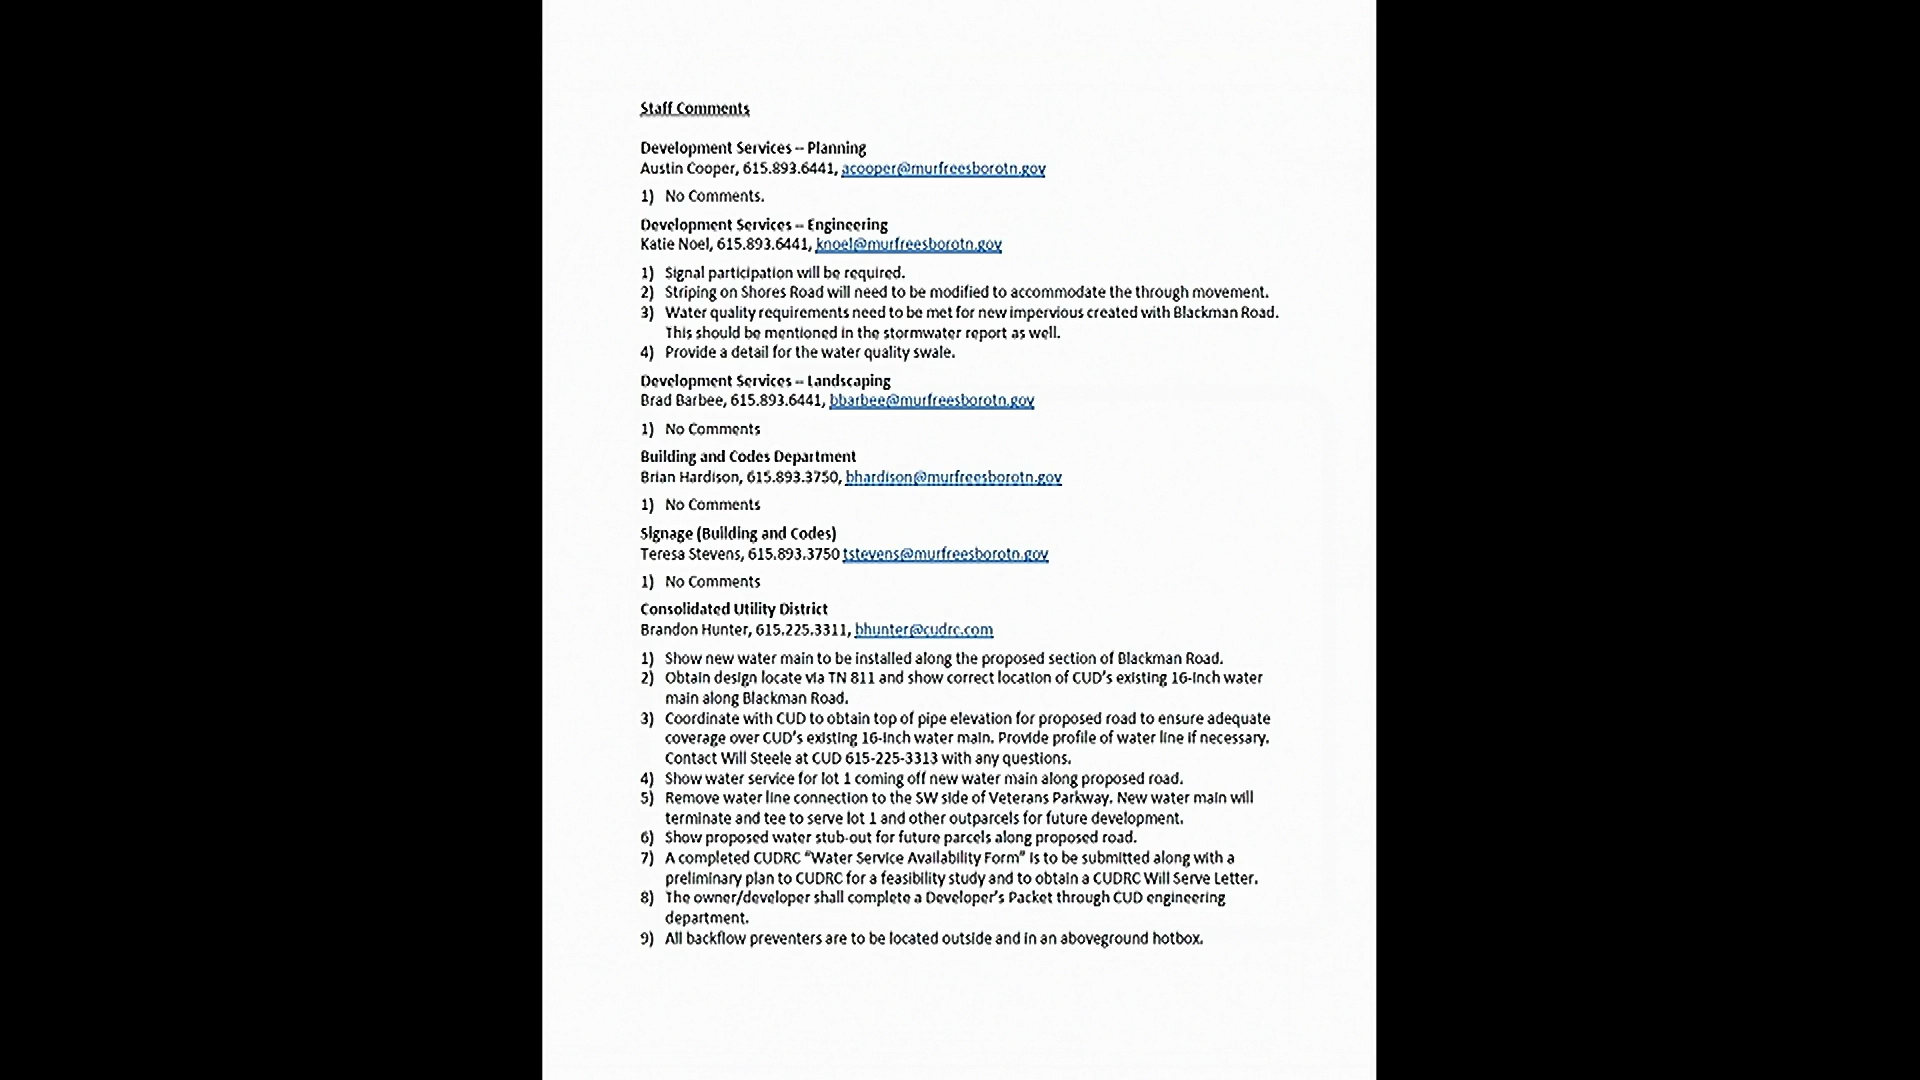 Staff Comments
Development Services – Planning
Austin Cooper, 615.893.6441, acooper@murfreesborotn.gov
1) No Comments.
Development Services – Engineering
Katie Noel, 615.893.6441, knoel@murfreesborotn.gov
1) Signal participation will be required.
2) Striping on Shores Road will need to be modified to accommodate the through movement.
3) Water quality requirements need to be met for new impervious created with Blackman Road.
This should be mentioned in the stormwater report as well.
4) Provide a detail for the water quality swale.
Development Services – Landscaping
Brad Barbee, 615.893.6441, bbarbee@murfreesborotn.gov
1) No Comments
Building and Codes Department
Brian Hardison, 615.893.3750, bhardison@murfreesborotn.gov
1) No Comments
Signage (Building and Codes)
Teresa Stevens, 615.893.3750 tstevens@murfreesborotn.gov
1) No Comments
Consolidated Utility District
Brandon Hunter, 615.225.3311, bhunter@cudrc.com
1) Show new water main to be installed along the proposed section of Blackman Road.
2) Obtain design locate via TN 811 and show correct location of CUD's existing 16-inch water
main along Blackman Road.
3) Coordinate with CUD to obtain top of pipe elevation for proposed road to ensure adequate
coverage over CUD's existing 16-inch water main. Provide profile of water line if necessary.
Contact Will Steele at CUD 615-225-3313 with any questions.
4) Show water service for lot 1 coming off new water main along proposed road.
5) Remove water line connection to the SW side of Veterans Parkway. New water main will
terminate and tee to serve lot 1 and other outparcels for future development.
6) Show proposed water stub-out for future parcels along proposed road.
7) A completed CUDRC "Water Service Availability Form" is to be submitted along with a
preliminary plan to CUDRC for a feasibility study and to obtain a CUDRC Will Serve Letter.
8) The owner/developer shall complete a Developer's Packet through CUD engineering
department.
9) All backflow preventers are to be located outside and in an aboveground hotbox.